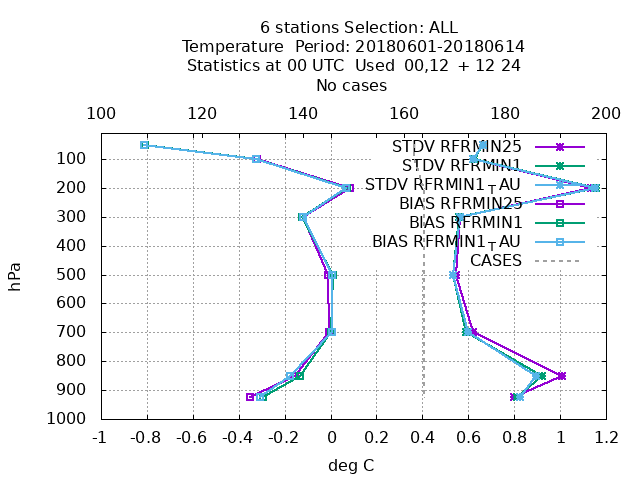 6 stations Selection: ALL
Temperature Period: 20180601-20180614
Statistics at 00 UTC Used 00,12 + 12 24
No cases
100 120 140 160 180 200
STDV RFRMIN25
STDV RFRMIN1
STDV RFRMIN1TAU
BIAS RFRMIN25
BIAS RFRMIN1
BIAS RFRMIN1TAU
CASES
100
200
300
400
500
600
700
800
900
1000
hPa
-1 -0.8 -0.6 -0.4 -0.2 0 0.2 0.4 0.6 0.8 1 1.2
deg C